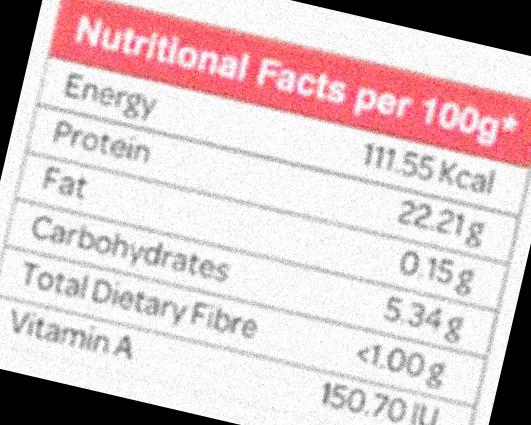 Nutritional Facts per 100g*
Energy 111.55 Kcal
Protein 22.21 g
Fat 0.15 g
Carbohydrates 5.34 g
Total Dietary Fibre <1.00 g
Vitamin A 150.70 IU